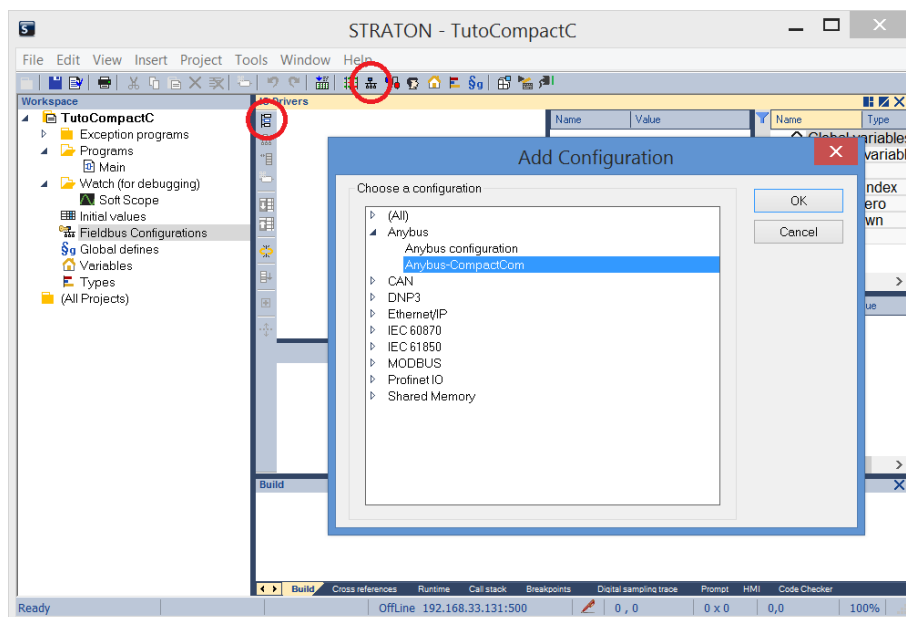 STRATON - TutoCompactC
File Edit View Insert Project Tools Window Help
Workspace
TutoCompactC
Exception programs
Programs
Main
Watch (for debugging)
Soft Scope
Initial values
Fieldbus Configurations
Global defines
Variables
Types
(All Projects)
Drivers
Name Value
Name Type
Global variables
variabl
ndex
ero
wn
ue
Add Configuration
Choose a configuration
(All)
Anybus
Anybus configuration
Anybus-CompactCom
CAN
DNP3
Ethernet/IP
IEC 60870
IEC 61850
MODBUS
Profinet IO
Shared Memory
OK
Cancel
Build
Build Cross references Runtime Call stack Breakpoints Digital sampling trace Prompt HMI Code Checker
Ready OffLine 192.168.33.131:500 0 , 0 0 x 0 0,0 100%